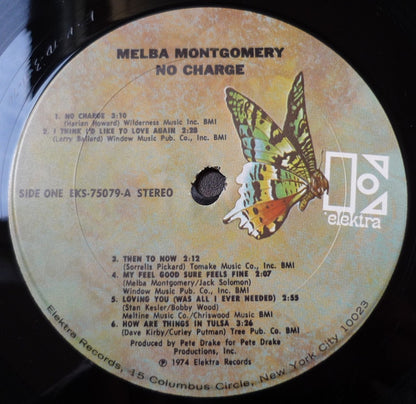 MELBA MONTGOMERY
NO CHARGE
1. NO CHARGE 3:10
(Harlan Howard) Wilderness Music Inc. BMI
2. I THINK I'D LIKE TO LOVE AGAIN 2:28
(Larry Ballard) Window Music Pub. Co., Inc. BMI
SIDE ONE EKS-75079-A STEREO
elektra
3. THEN TO NOW 2:12
(Sorrells Pickard) Tomake Music Co., Inc. BMI
4. MY FEEL GOOD SURE FEELS FINE 2:07
(Melba Montgomery/Jack Solomon)
Window Music Pub. Co., Inc. BMI
5. LOVING YOU (WAS ALL I EVER NEEDED) 2:55
(Stan Kesler/Bobby Wood)
Maltine Music Co./Chriswood Music BMI
6. HOW ARE THINGS IN TULSA 3:26
(Dave Kirby/Curley Putman) Tree Pub. Co. BMI
Produced by Pete Drake for Pete Drake
Productions, Inc.
℗ 1974 Elektra Records
Elektra Records, 15 Columbus Circle, New York City 10023